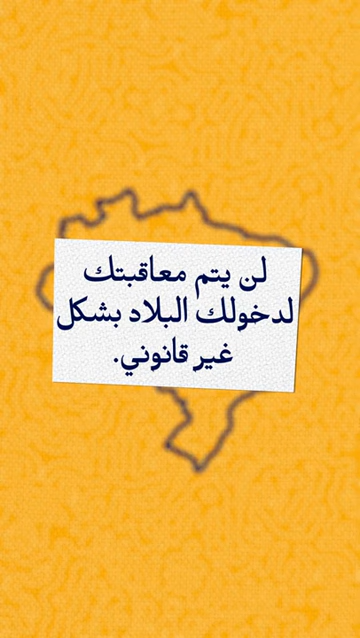 لن يتم معاقبتك
لدخولك البلاد بشكل
غير قانوني.